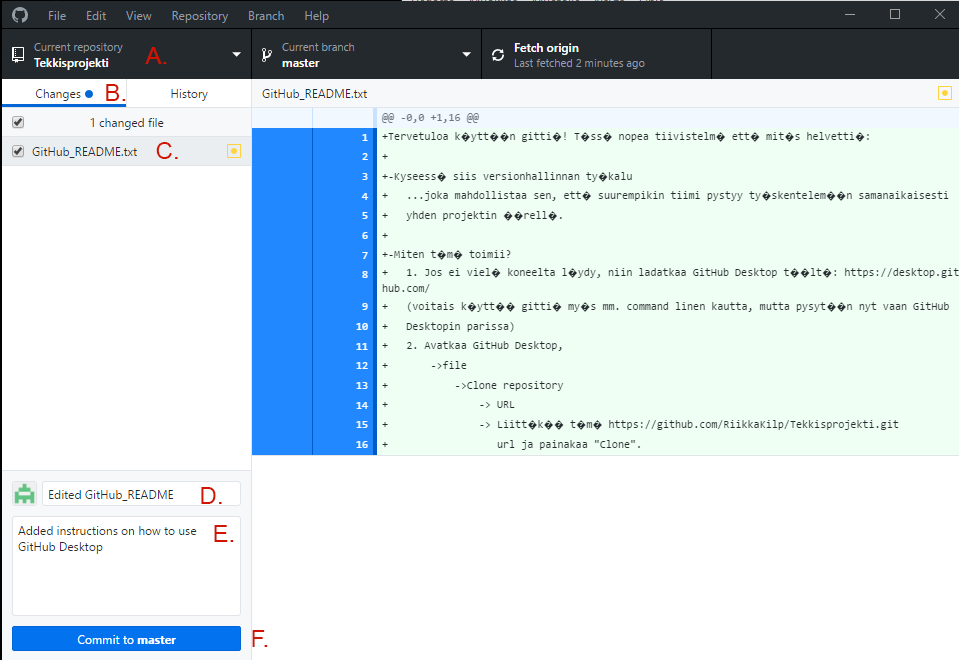 File Edit View Repository Branch Help
Current repository
Tekkisprojekti
A.
Current branch
master
Fetch origin
Last fetched 2 minutes ago
Changes B. History
1 changed file
GitHub_README.txt C.
GitHub_README.txt
@@ -0,0 +1,16 @@
1 +Tervetuloa k�ytt��n gitti�! T�ss� nopea tiivistelm� ett� mit�s helvetti�:
2 +
3 +-Kyseess� siis versionhallinnan ty�kalu
4 + ...joka mahdollistaa sen, ett� suurempikin tiimi pystyy ty�skentelem��n samanaikaisesti
5 + yhden projektin ��rell�.
6 +
7 +-Miten t�m� toimii?
8 + 1. Jos ei viel� koneelta l�ydy, niin ladatkaa GitHub Desktop t��lt�: https://desktop.git
hub.com/
9 + (voitais k�ytt�� gitti� my�s mm. command linen kautta, mutta pysyt��n nyt vaan GitHub
10 + Desktopin parissa)
11 + 2. Avatkaa GitHub Desktop,
12 + ->file
13 + ->Clone repository
14 + -> URL
15 + -> Liitt�k�� t�m� https://github.com/RiikkaKilp/Tekkisprojekti.git
16 + url ja painakaa "Clone".
Edited GitHub_README D.
Added instructions on how to use
GitHub Desktop
E.
Commit to master
F.